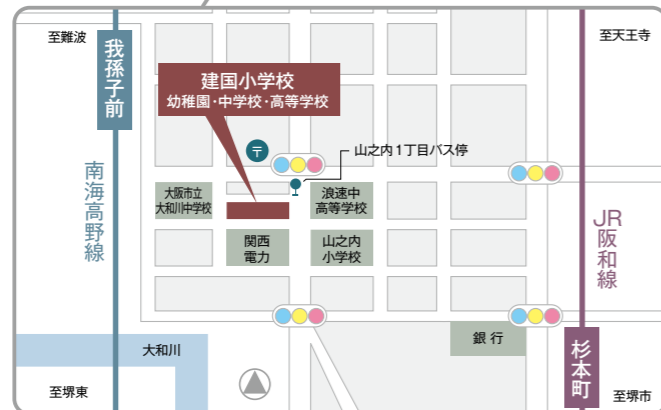 至難波
我孫子前
南海高野線
至堺東
建国小学校
幼稚園・中学校・高等学校
〒
山之内1丁目バス停
大阪市立
大和川中学校
浪速中
高等学校
関西
電力
山之内
小学校
大和川
銀行
至天王寺
JR
阪和線
杉本町
至堺市